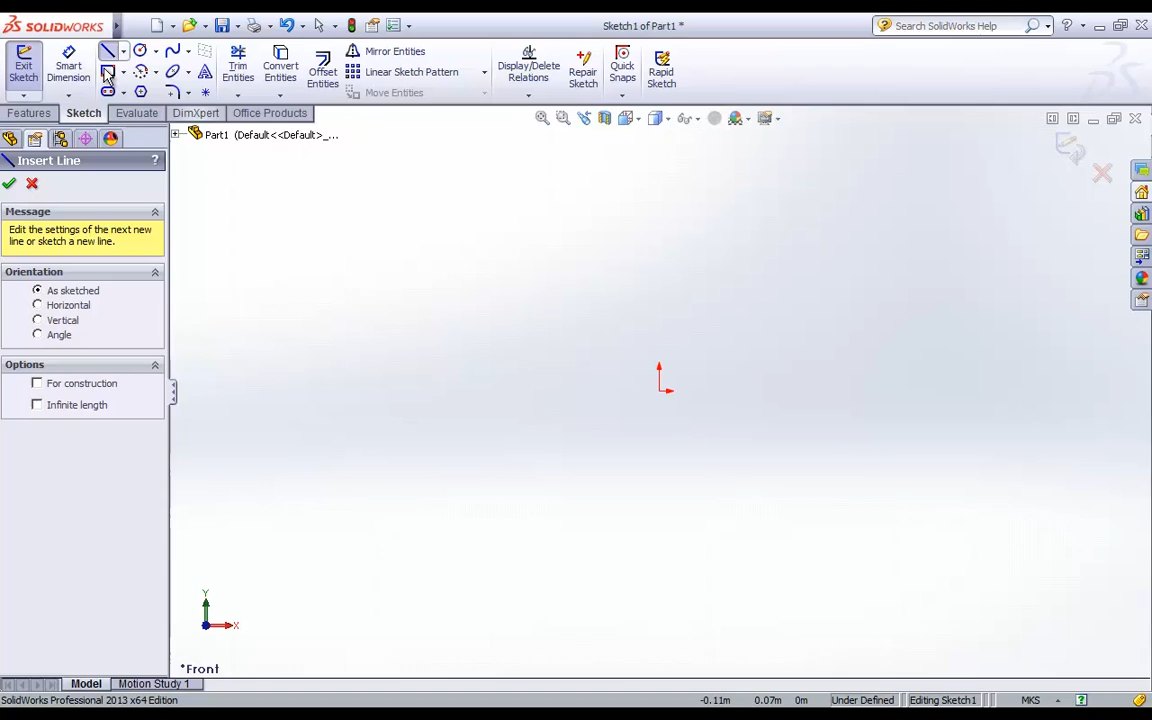 SOLIDWORKS
Sketch1 of Part1 *
Search SolidWorks Help
Exit Sketch
Smart Dimension
Trim Entities
Convert Entities
Offset Entities
Mirror Entities
Linear Sketch Pattern
Move Entities
Display/Delete Relations
Repair Sketch
Quick Snaps
Rapid Sketch
Features Sketch Evaluate DimXpert Office Products
Part1 (Default<<Default>_...
Insert Line ?
Message
Edit the settings of the next new
line or sketch a new line.
Orientation
As sketched
Horizontal
Vertical
Angle
Options
For construction
Infinite length
Y
X
*Front
Model Motion Study 1
SolidWorks Professional 2013 x64 Edition -0.11m 0.07m 0m Under Defined Editing Sketch1 MKS ?